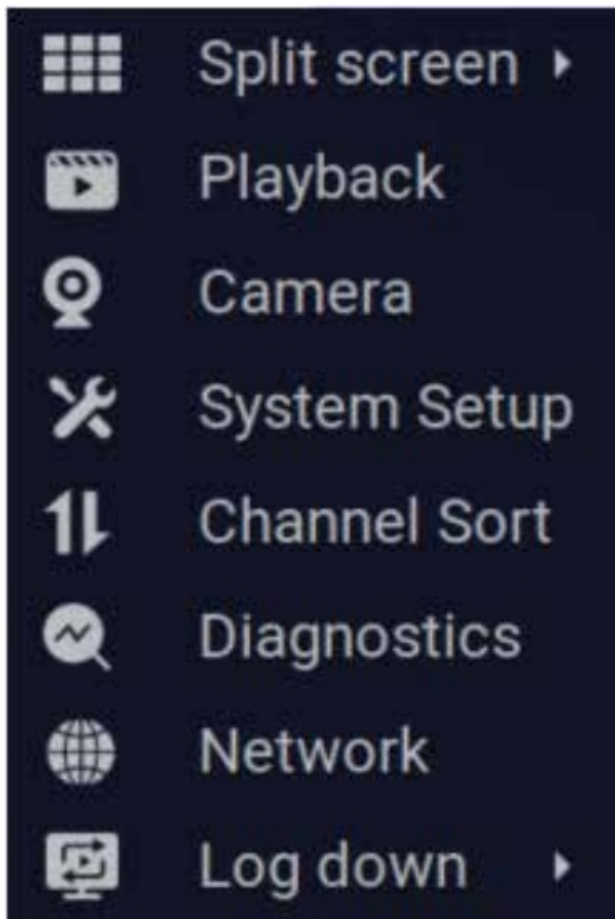 Split screen
Playback
Camera
System Setup
Channel Sort
Diagnostics
Network
Log down